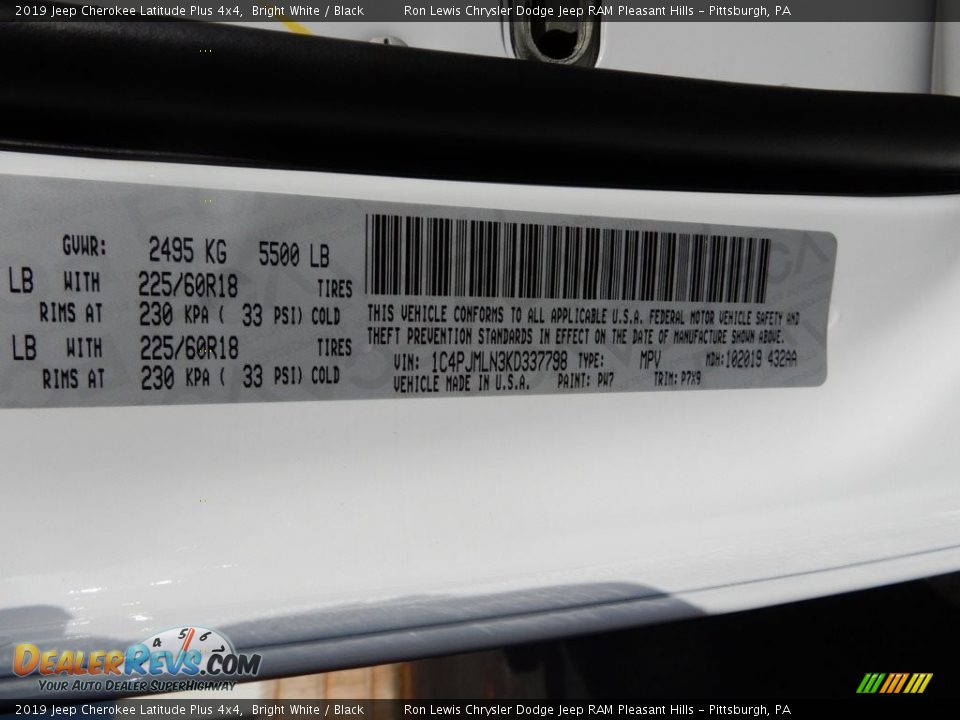 2019 Jeep Cherokee Latitude Plus 4x4, Bright White / Black Ron Lewis Chrysler Dodge Jeep RAM Pleasant Hills - Pittsburgh, PA
GVWR: 2495 KG 5500 LB
LB WITH 225/60R18 TIRES
RIMS AT 230 KPA ( 33 PSI) COLD
LB WITH 225/60R18 TIRES
RIMS AT 230 KPA ( 33 PSI) COLD
THIS VEHICLE CONFORMS TO ALL APPLICABLE U.S.A. FEDERAL MOTOR VEHICLE SAFETY AND
THEFT PREVENTION STANDARDS IN EFFECT ON THE DATE OF MANUFACTURE SHOWN ABOVE.
VIN: 1C4PJMLN3KD337798 TYPE: MPV MDH:102019 432AA
VEHICLE MADE IN U.S.A. PAINT: PW7 TRIM: P7X9
4 5 6 7
DealerRevs.com
Your Auto Dealer SuperHighway
2019 Jeep Cherokee Latitude Plus 4x4, Bright White / Black Ron Lewis Chrysler Dodge Jeep RAM Pleasant Hills - Pittsburgh, PA